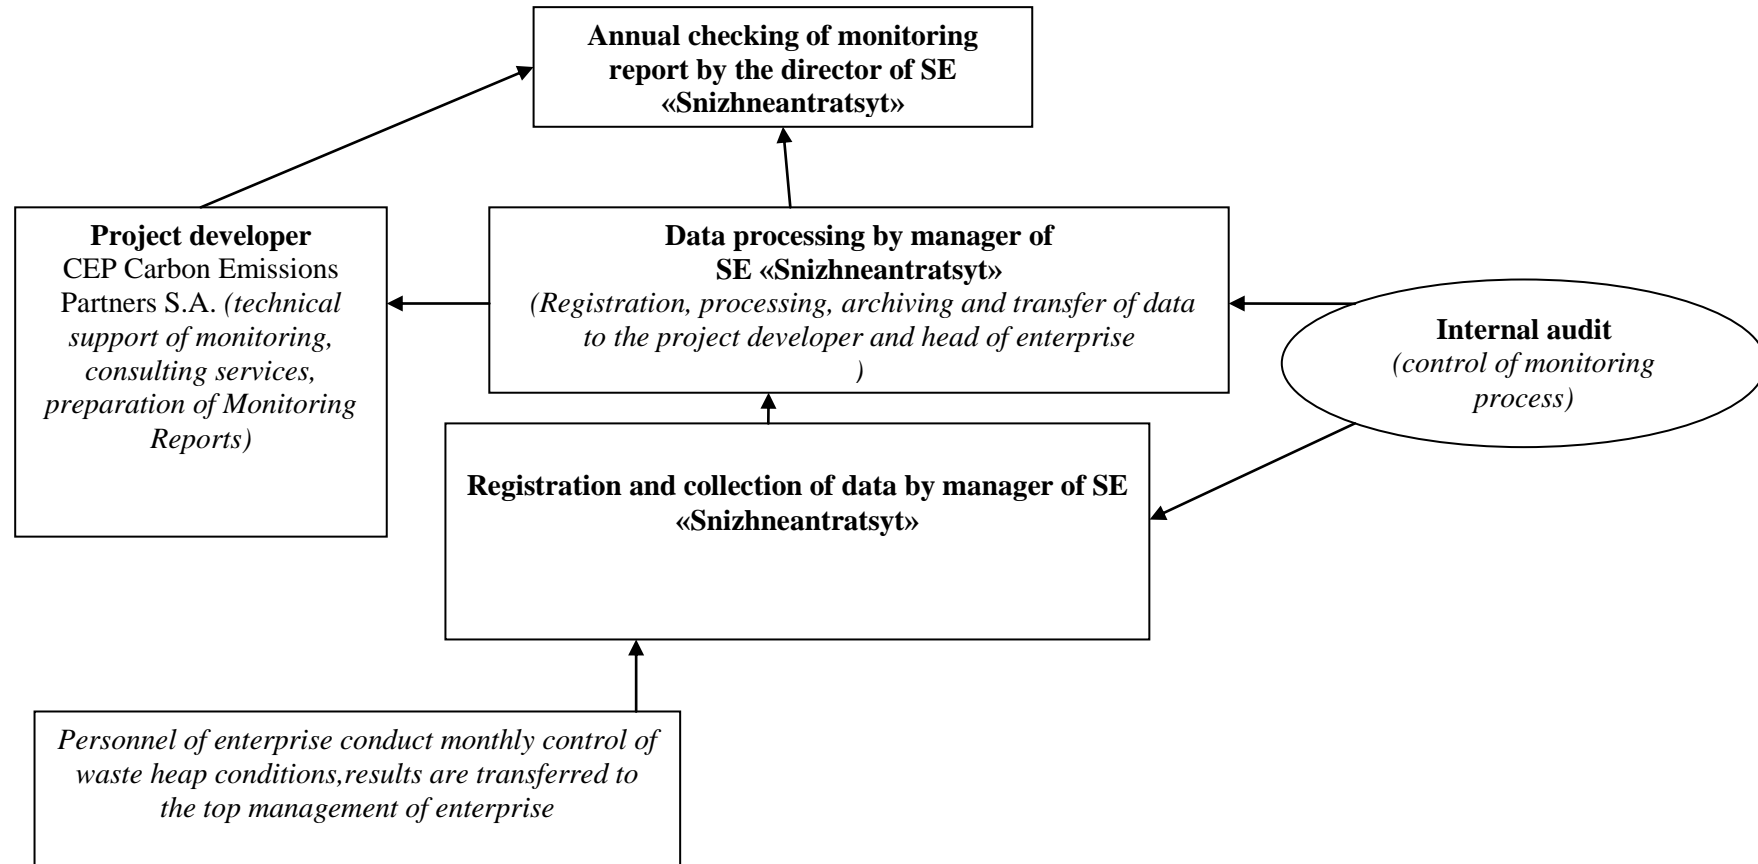 Annual checking of monitoring
report by the director of SE
«Snizhneantratsyt»
Project developer
CEP Carbon Emissions
Partners S.A. (technical
support of monitoring,
consulting services,
preparation of Monitoring
Reports)
Data processing by manager of
SE «Snizhneantratsyt»
(Registration, processing, archiving and transfer of data
to the project developer and head of enterprise
)
Internal audit
(control of monitoring
process)
Registration and collection of data by manager of SE
«Snizhneantratsyt»
Personnel of enterprise conduct monthly control of
waste heap conditions,results are transferred to
the top management of enterprise